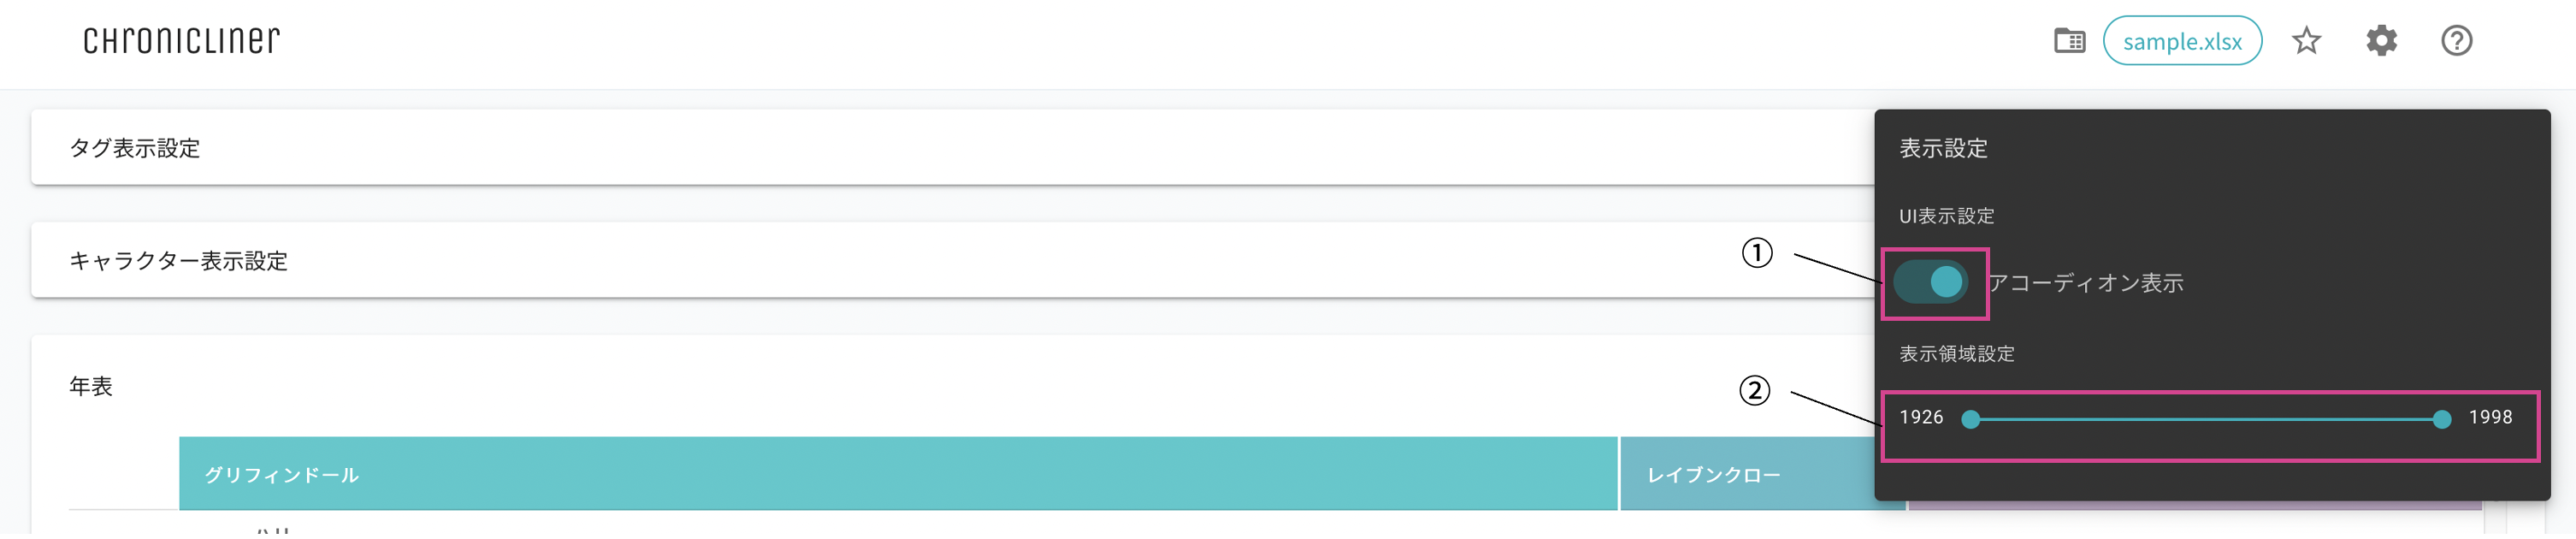 CHronicLiner
sample.xlsx
タグ表示設定
キャラクター表示設定
年表
グリフィンドール
レイブンクロー
表示設定
UI表示設定
①
アコーディオン表示
表示領域設定
②
1926
1998